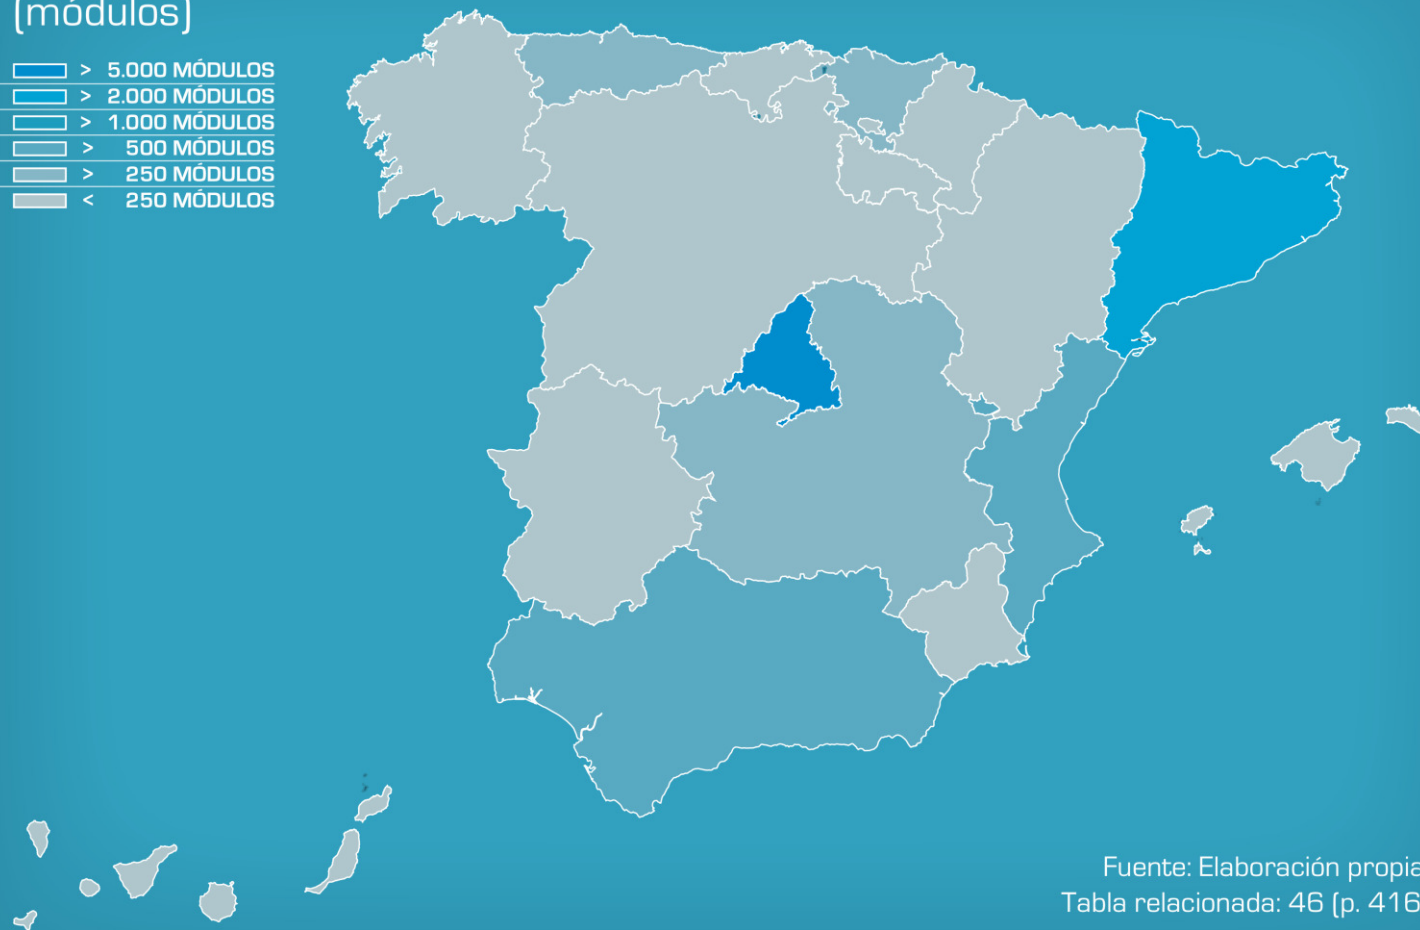 (módulos)
> 5.000 MÓDULOS
> 2.000 MÓDULOS
> 1.000 MÓDULOS
> 500 MÓDULOS
> 250 MÓDULOS
< 250 MÓDULOS
Fuente: Elaboración propia
Tabla relacionada: 46 (p. 416